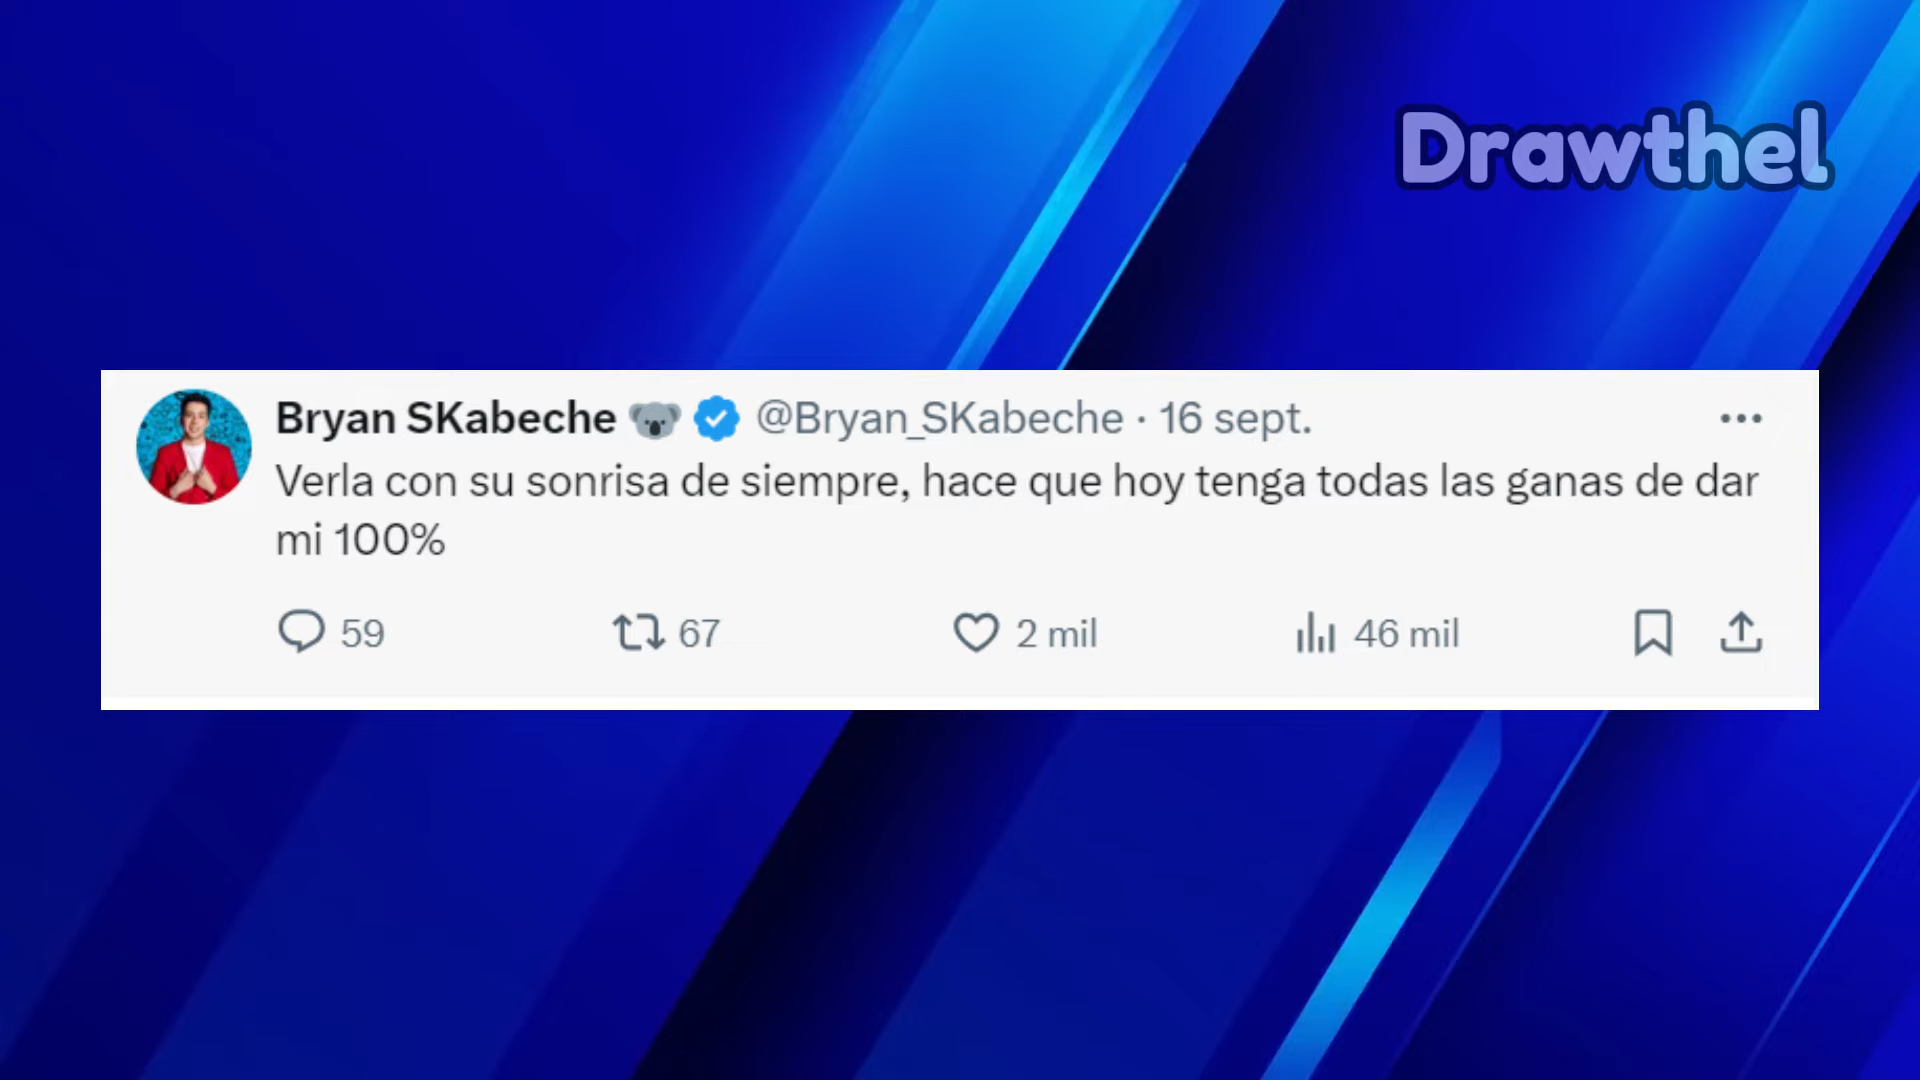 Drawthel
Bryan SKabeche 🐨 @Bryan_SKabeche · 16 sept.
Verla con su sonrisa de siempre, hace que hoy tenga todas las ganas de dar
mi 100%
59 67 2 mil 46 mil